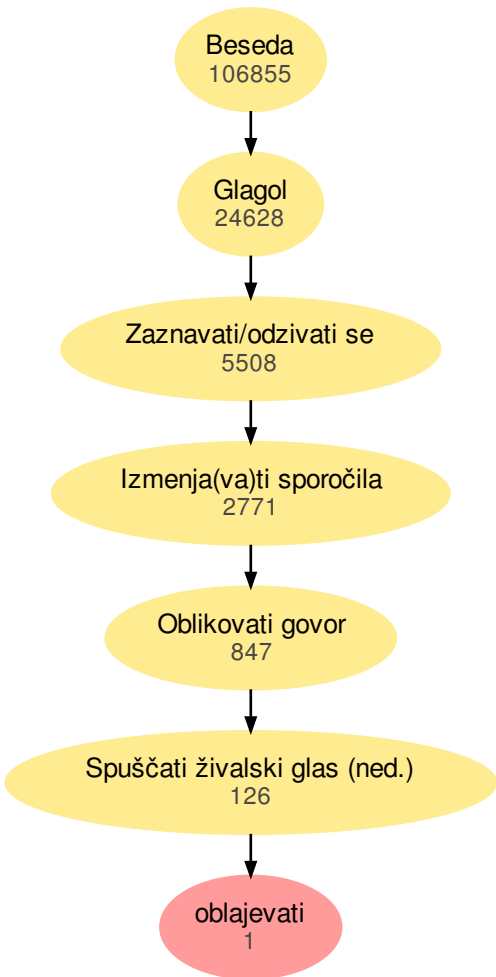 Beseda
106855
Glagol
24628
Zaznavati/odzivati se
5508
Izmenja(va)ti sporočila
2771
Oblikovati govor
847
Spuščati živalski glas (ned.)
126
oblajevati
1